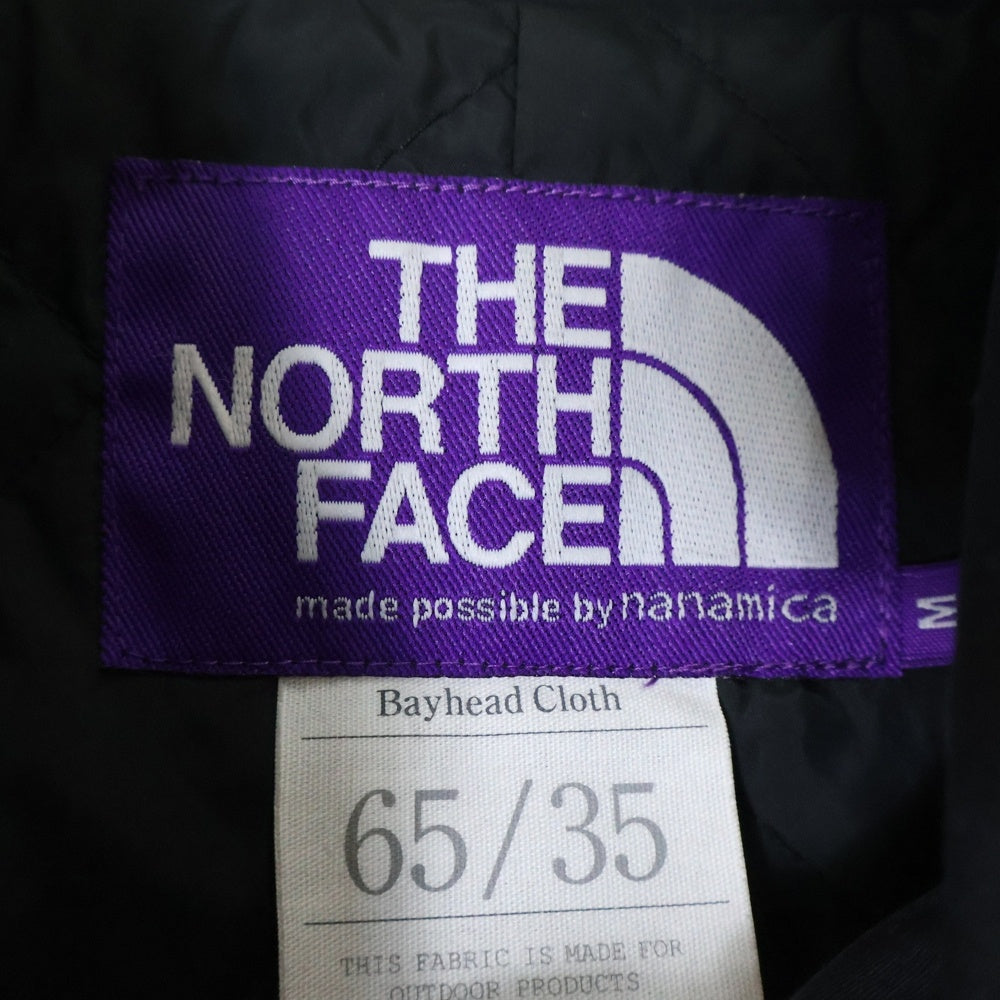 THE
NORTH
FACE
made possible by nanamica
M
Bayhead Cloth
65/35
THIS FABRIC IS MADE FOR
OUTDOOR PRODUCTS